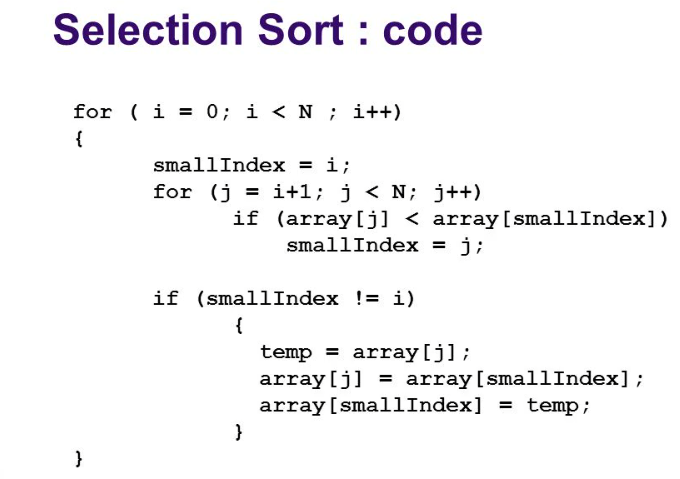 Selection Sort : code
for ( i = 0; i < N ; i++)
{
smallIndex = i;
for (j = i+1; j < N; j++)
if (array[j] < array[smallIndex])
smallIndex = j;
if (smallIndex != i)
{
temp = array[j];
array[j] = array[smallIndex];
array[smallIndex] = temp;
}
}